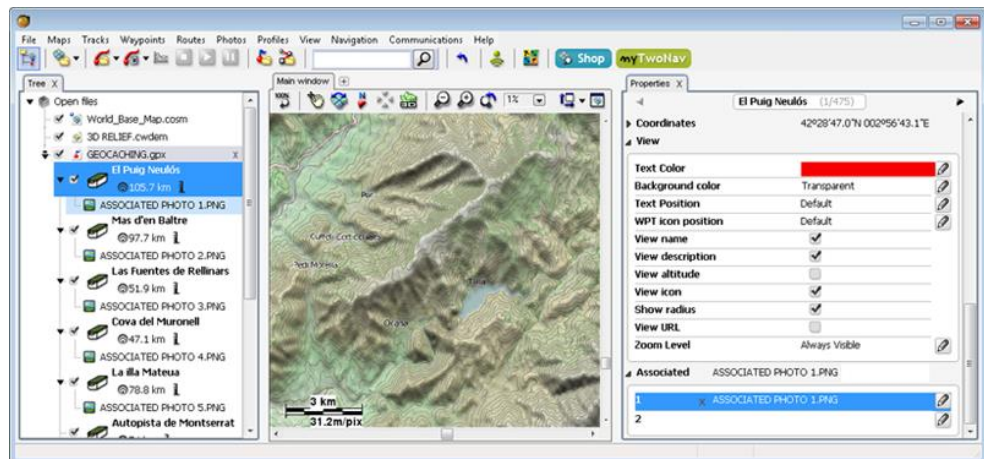 File Maps Tracks Waypoints Routes Photos Profiles View Navigation Communications Help
Shop
myTwoNav
Tree X
Open files
World_Base_Map.cosm
3D RELIEF.cwdem
GEOCACHING.gpx x
El Puig Neulós
105.7 km
ASSOCIATED PHOTO 1.PNG
Mas d'en Baltre
97.7 km
ASSOCIATED PHOTO 2.PNG
Las Fuentes de Rellinars
51.9 km
ASSOCIATED PHOTO 3.PNG
Cova del Muronell
47.1 km
ASSOCIATED PHOTO 4.PNG
La illa Mateua
78.8 km
ASSOCIATED PHOTO 5.PNG
Autopista de Montserrat
Main window
100%
1%
3 km
31.2m/pix
Properties X
El Puig Neulós (1/475)
Coordinates 42º28'47.0"N 002º56'43.1"E
View
Text Color
Background color Transparent
Text Position Default
WPT icon position Default
View name
View description
View altitude
View icon
Show radius
View URL
Zoom Level Always Visible
Associated ASSOCIATED PHOTO 1.PNG
1 x ASSOCIATED PHOTO 1.PNG
2